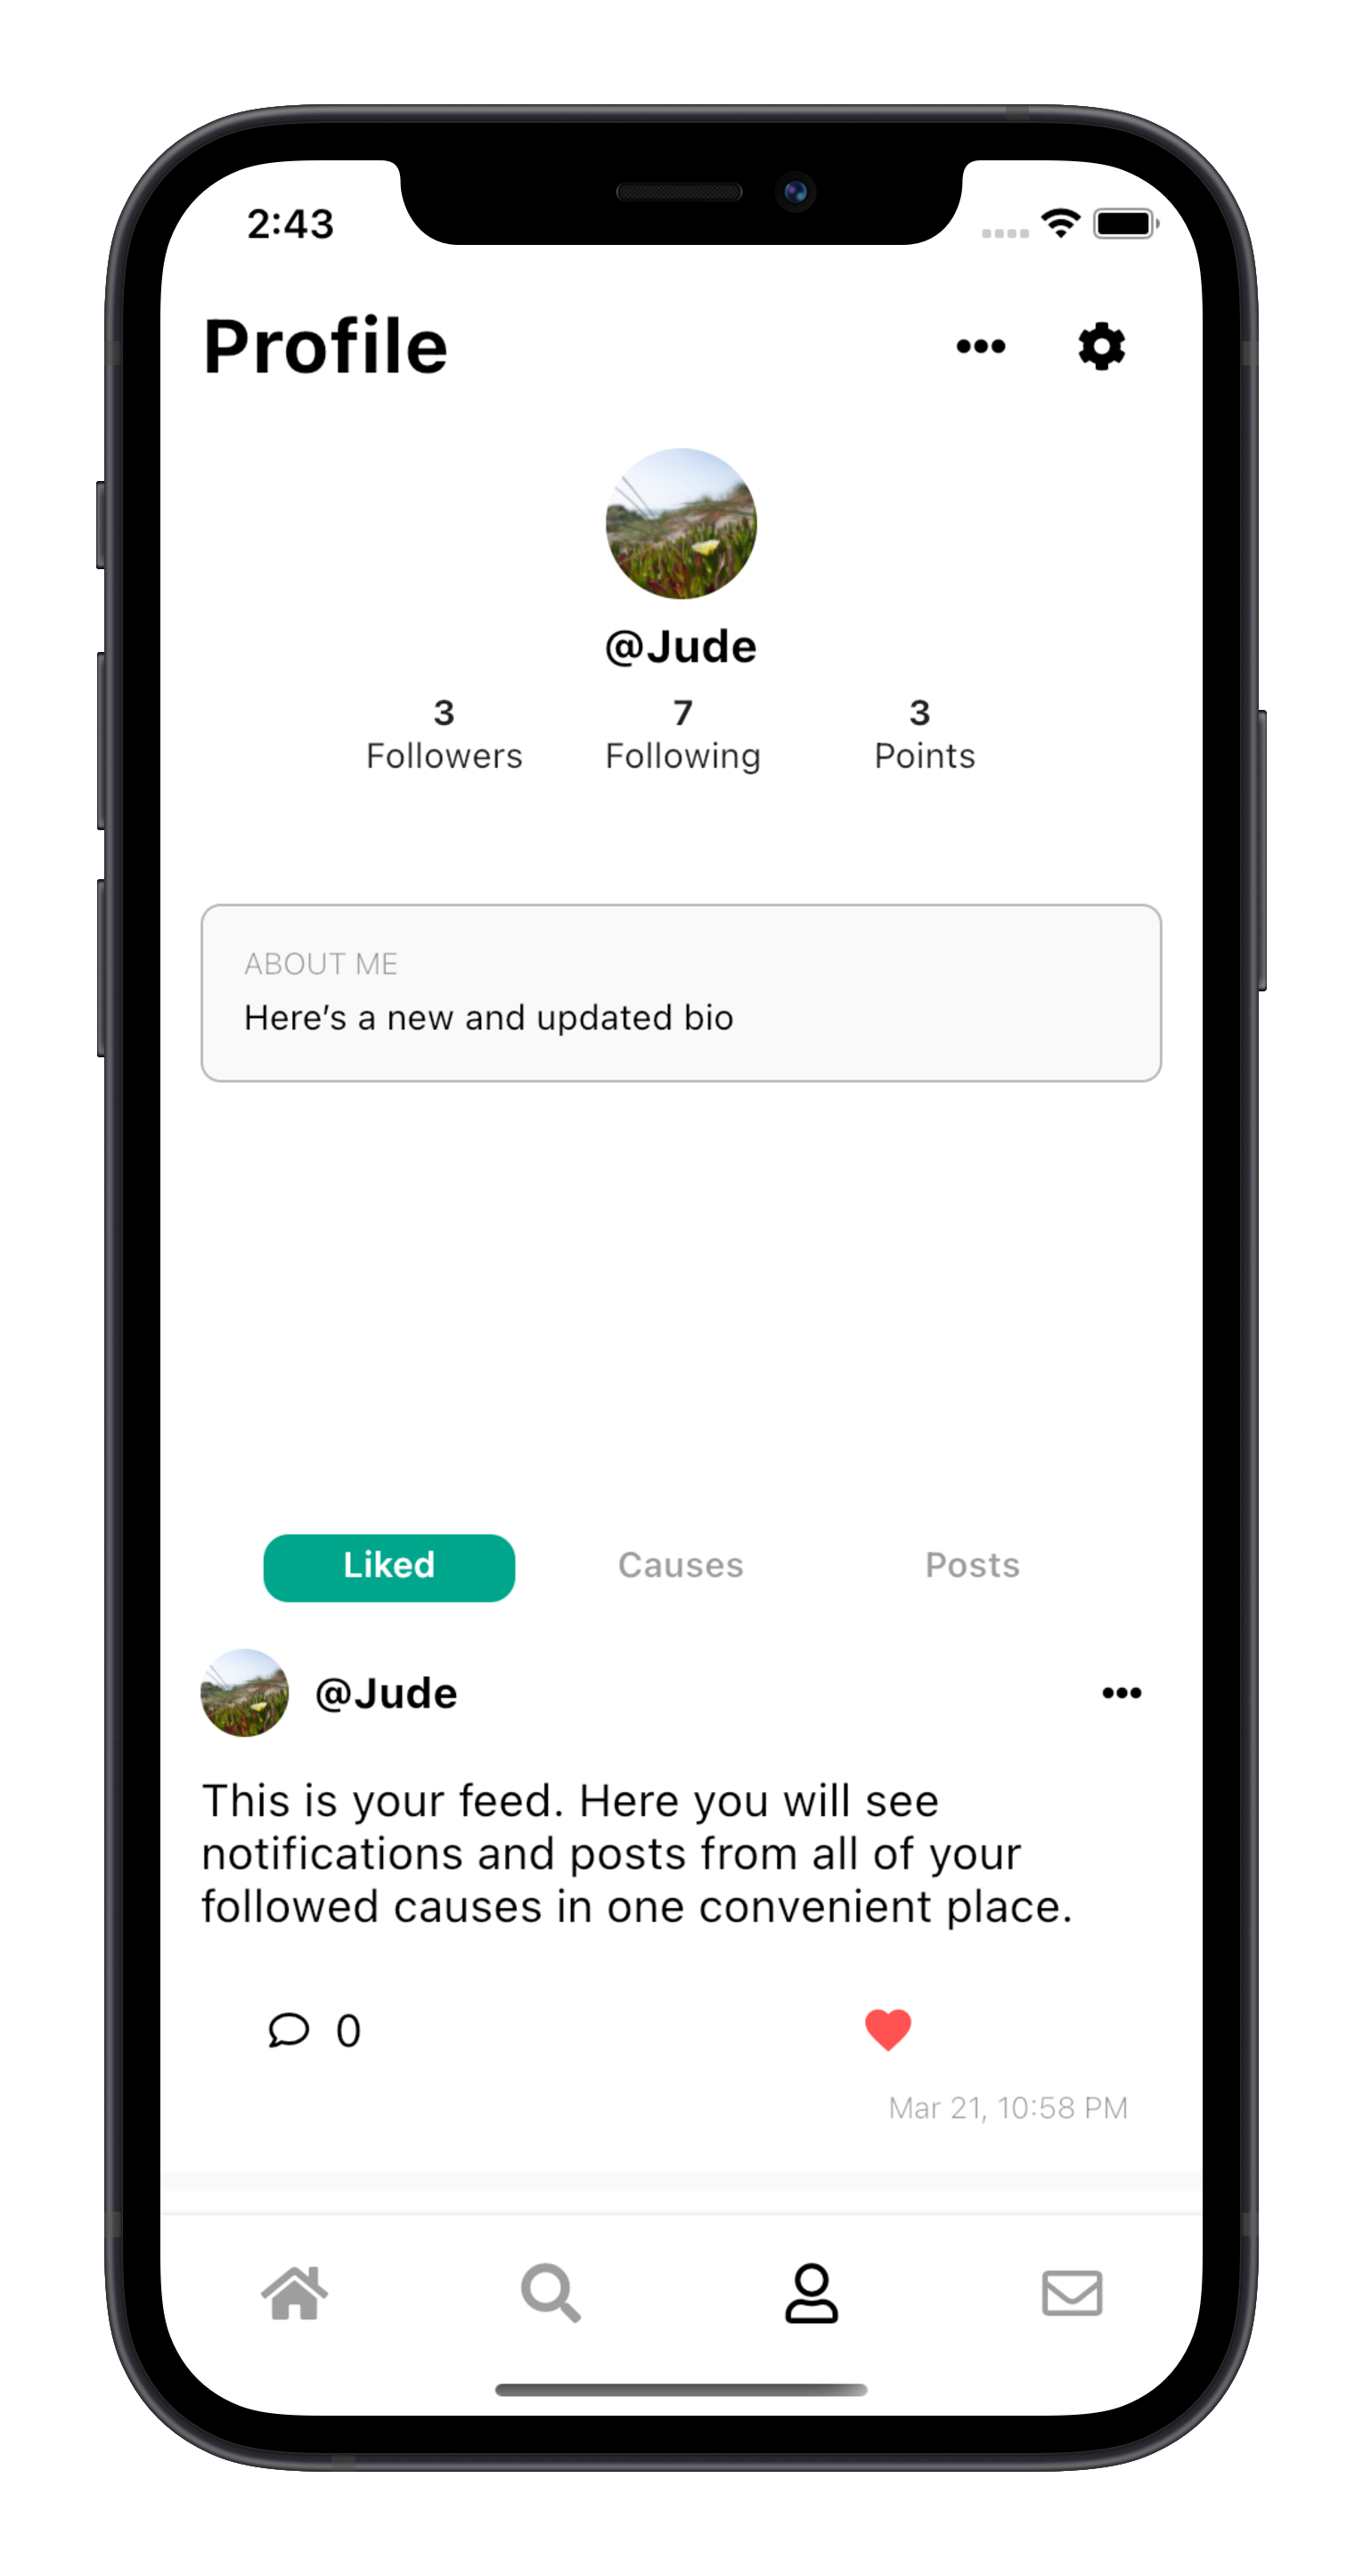 2:43
Profile
@Jude
3 7 3
Followers Following Points
ABOUT ME
Here’s a new and updated bio
Liked Causes Posts
@Jude
This is your feed. Here you will see
notifications and posts from all of your
followed causes in one convenient place.
0
Mar 21, 10:58 PM